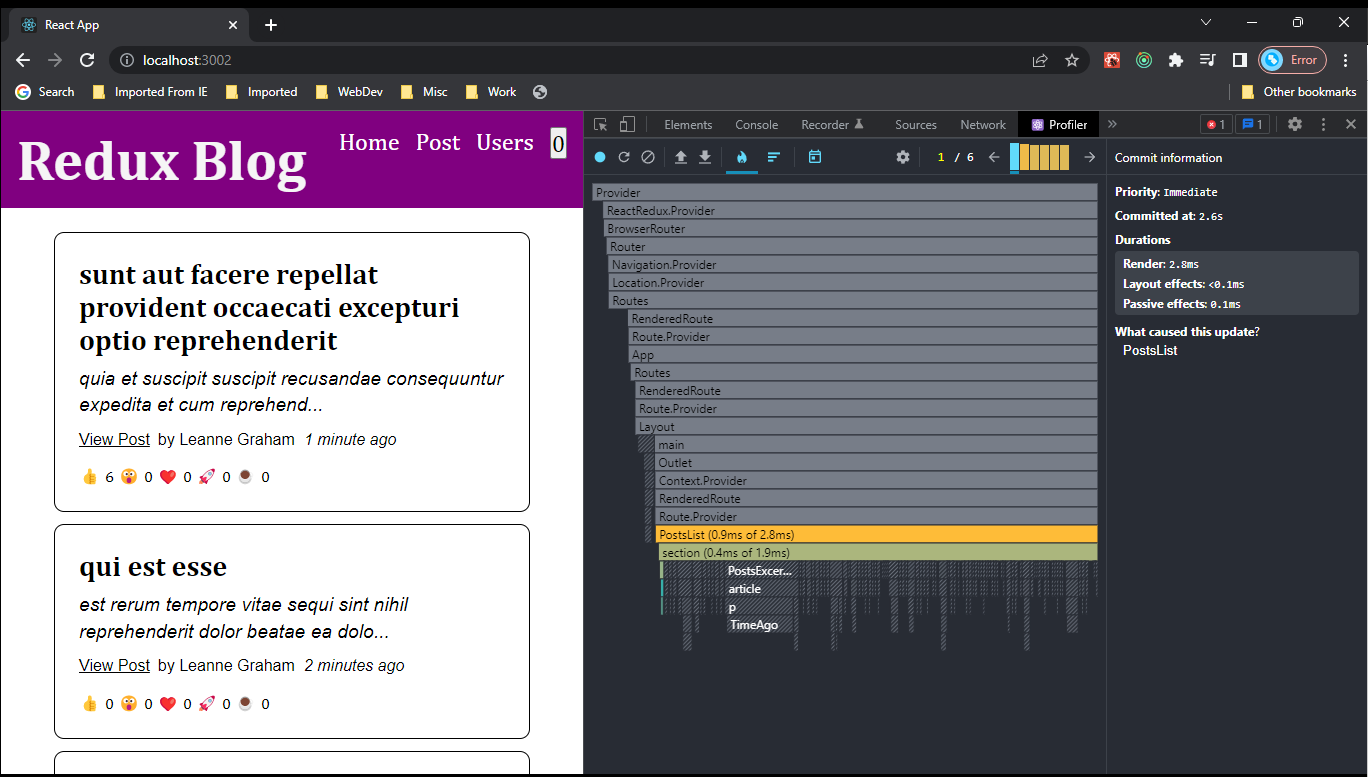 React App
localhost:3002
Error
Search
Imported From IE
Imported
WebDev
Misc
Work
Other bookmarks
Redux Blog
Home Post Users 0
sunt aut facere repellat
provident occaecati excepturi
optio reprehenderit
quia et suscipit suscipit recusandae consequuntur
expedita et cum reprehend...
View Post by Leanne Graham 1 minute ago
6 0 0 0 0
qui est esse
est rerum tempore vitae sequi sint nihil
reprehenderit dolor beatae ea dolo...
View Post by Leanne Graham 2 minutes ago
0 0 0 0 0
Elements Console Recorder Sources Network Profiler 1 1
1 / 6
Provider
ReactRedux.Provider
BrowserRouter
Router
Navigation.Provider
Location.Provider
Routes
RenderedRoute
Route.Provider
App
Routes
RenderedRoute
Route.Provider
Layout
main
Outlet
Context.Provider
RenderedRoute
Route.Provider
PostsList (0.9ms of 2.8ms)
section (0.4ms of 1.9ms)
PostsExcer...
article
p
TimeAgo
Commit information
Priority: Immediate
Committed at: 2.6s
Durations
Render: 2.8ms
Layout effects: <0.1ms
Passive effects: 0.1ms
What caused this update?
PostsList